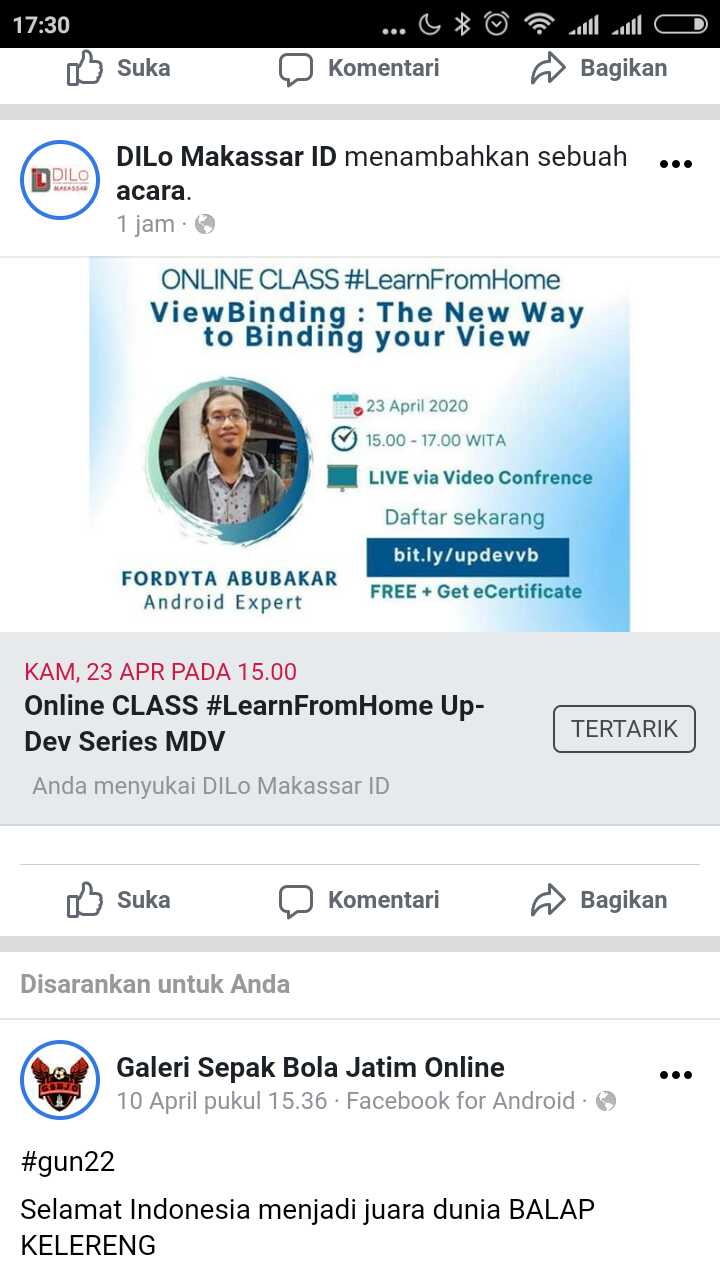 17:30
Suka
Komentari
Bagikan
DILo Makassar ID menambahkan sebuah
acara.
1 jam ·
DILo
MAKASSAR
ONLINE CLASS #LearnFromHome
ViewBinding : The New Way
to Binding your View
23 April 2020
15.00 - 17.00 WITA
LIVE via Video Confrence
Daftar sekarang
bit.ly/updevvb
FREE + Get eCertificate
FORDYTA ABUBAKAR
Android Expert
KAM, 23 APR PADA 15.00
Online CLASS #LearnFromHome Up-
Dev Series MDV
TERTARIK
Anda menyukai DILo Makassar ID
Suka
Komentari
Bagikan
Disarankan untuk Anda
Galeri Sepak Bola Jatim Online
10 April pukul 15.36 · Facebook for Android ·
#gun22
Selamat Indonesia menjadi juara dunia BALAP
KELERENG